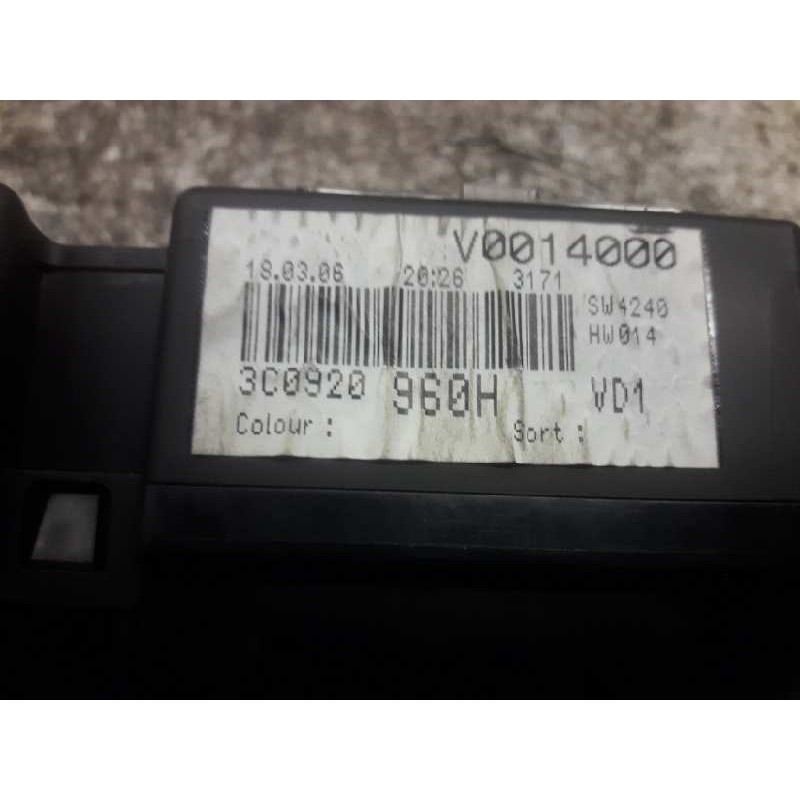 V0014000
18.03.06 20:26 3171
SW4240
HW014
3C0920 960H VD1
Colour : Sort :